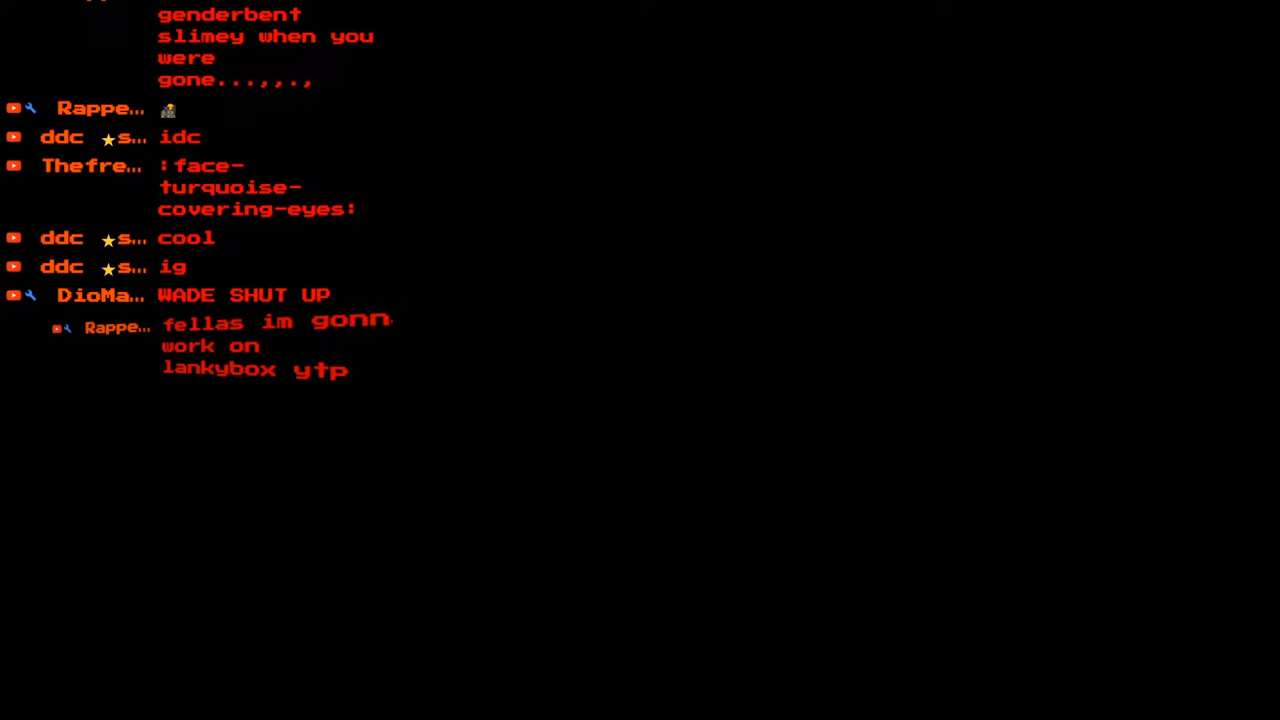 genderbent
slimey when you
were
gone...,,.,
Rappe...
ddc ⭐s... idc
Thefre... :face-
turquoise-
covering-eyes:
ddc ⭐s... cool
ddc ⭐s... ig
DioMa... WADE SHUT UP
Rappe... fellas im gonn
work on
lankybox ytp